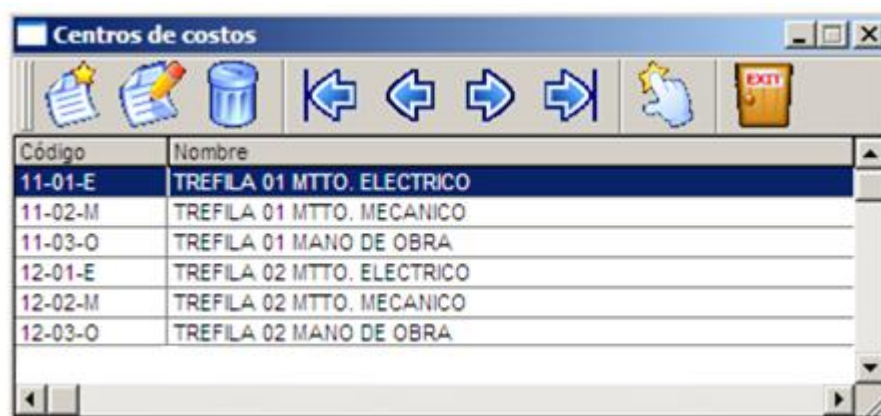 Centros de costos
EXIT
Código Nombre
11-01-E TREFILA 01 MTTO. ELECTRICO
11-02-M TREFILA 01 MTTO. MECANICO
11-03-O TREFILA 01 MANO DE OBRA
12-01-E TREFILA 02 MTTO. ELECTRICO
12-02-M TREFILA 02 MTTO. MECANICO
12-03-O TREFILA 02 MANO DE OBRA